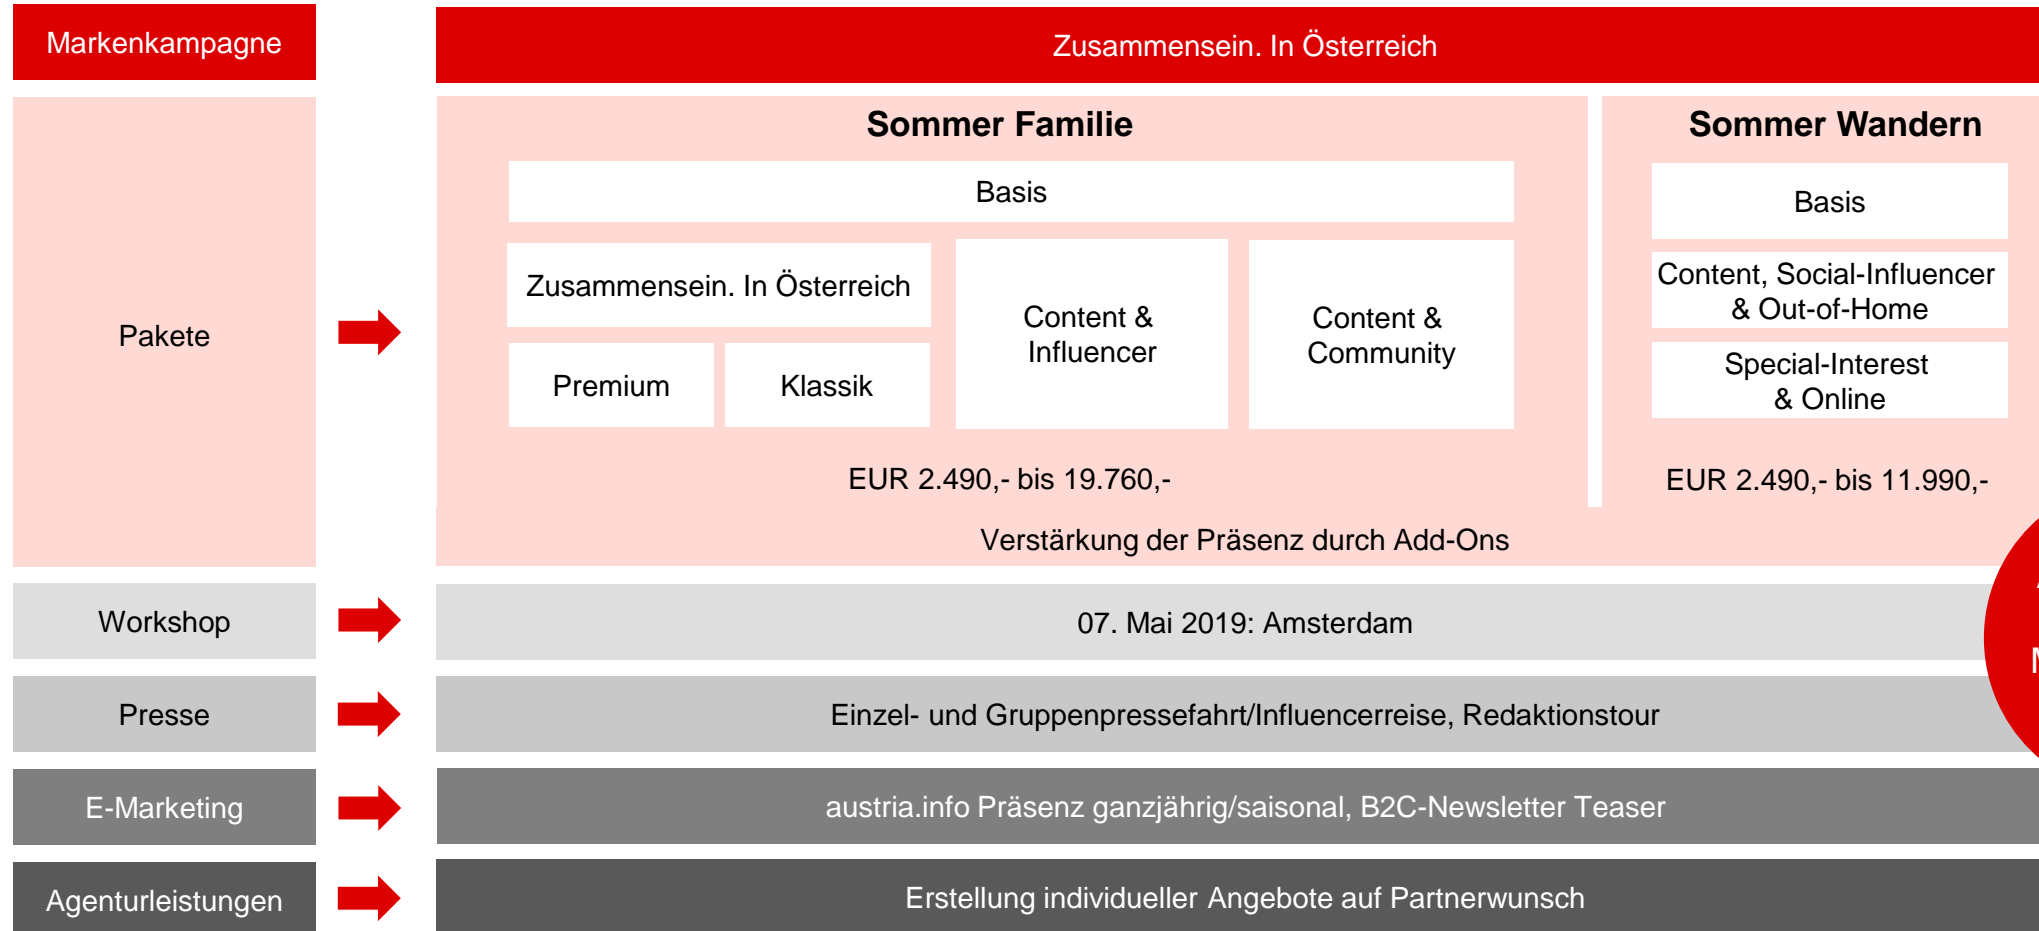 Markenkampagne
Zusammensein. In Österreich
Pakete
Sommer Familie
Basis
Zusammensein. In Österreich
Premium
Klassik
Content &
Influencer
Content &
Community
EUR 2.490,- bis 19.760,-
Sommer Wandern
Basis
Content, Social-Influencer
& Out-of-Home
Special-Interest
& Online
EUR 2.490,- bis 11.990,-
Verstärkung der Präsenz durch Add-Ons
Workshop
07. Mai 2019: Amsterdam
Presse
Einzel- und Gruppenpressefahrt/Influencerreise, Redaktionstour
E-Marketing
austria.info Präsenz ganzjährig/saisonal, B2C-Newsletter Teaser
Agenturleistungen
Erstellung individueller Angebote auf Partnerwunsch